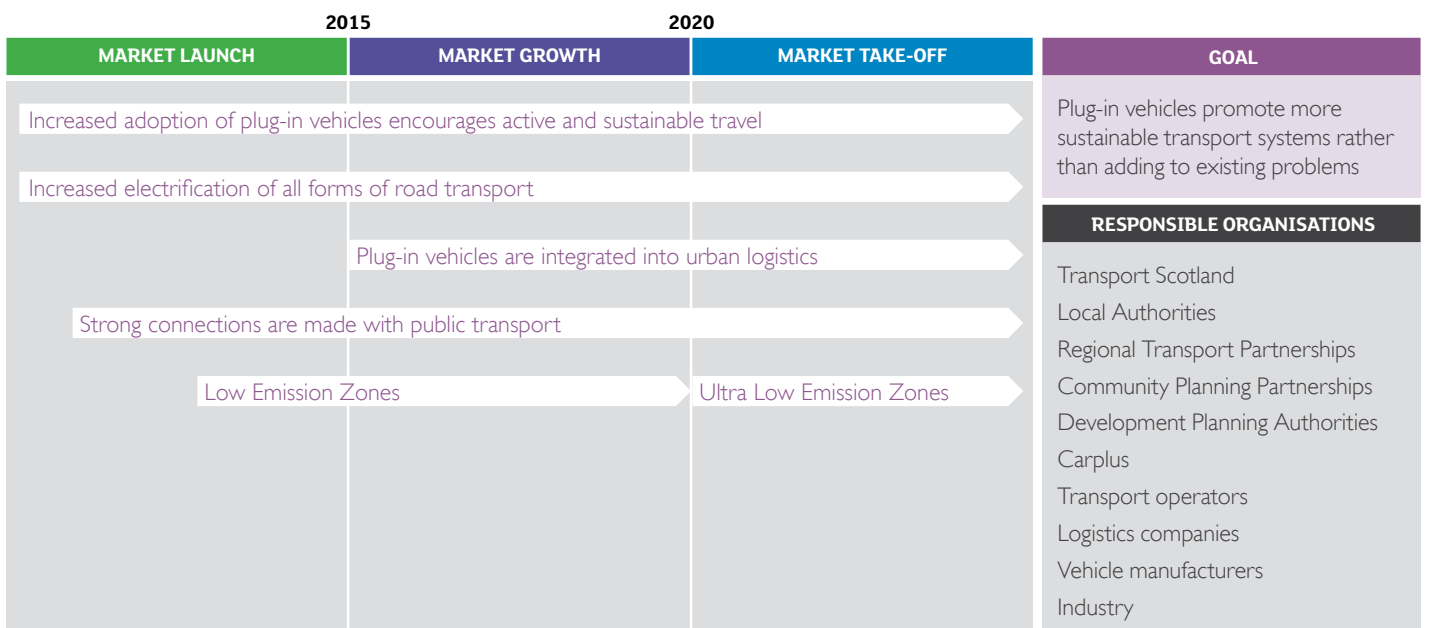 2015
2020
MARKET LAUNCH
MARKET GROWTH
MARKET TAKE-OFF
Increased adoption of plug-in vehicles encourages active and sustainable travel
Increased electrification of all forms of road transport
Plug-in vehicles are integrated into urban logistics
Strong connections are made with public transport
Low Emission Zones
Ultra Low Emission Zones
GOAL
Plug-in vehicles promote more
sustainable transport systems rather
than adding to existing problems
RESPONSIBLE ORGANISATIONS
Transport Scotland
Local Authorities
Regional Transport Partnerships
Community Planning Partnerships
Development Planning Authorities
Carplus
Transport operators
Logistics companies
Vehicle manufacturers
Industry